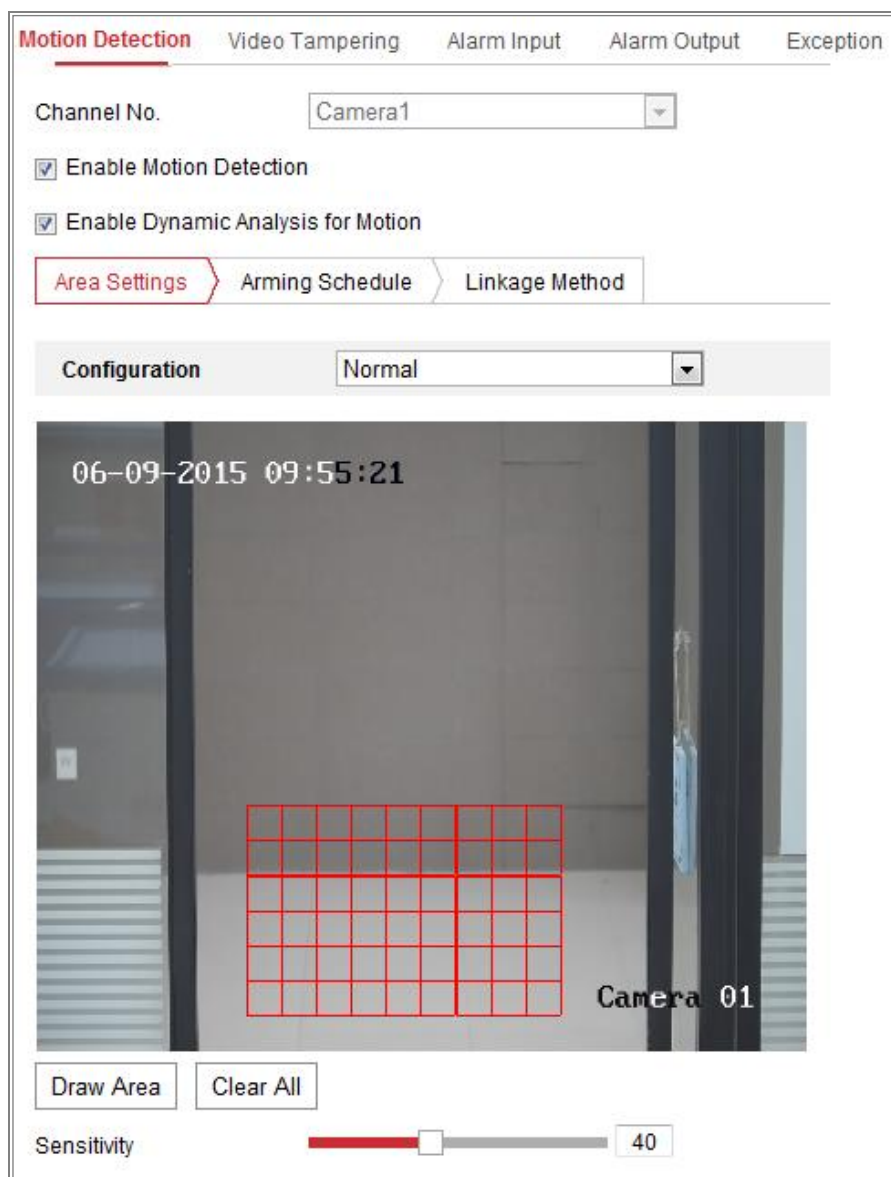 Motion Detection Video Tampering Alarm Input Alarm Output Exception
Channel No. Camera1
Enable Motion Detection
Enable Dynamic Analysis for Motion
Area Settings Arming Schedule Linkage Method
Configuration Normal
06-09-2015 09:55:21
Camera 01
Draw Area Clear All
Sensitivity 40